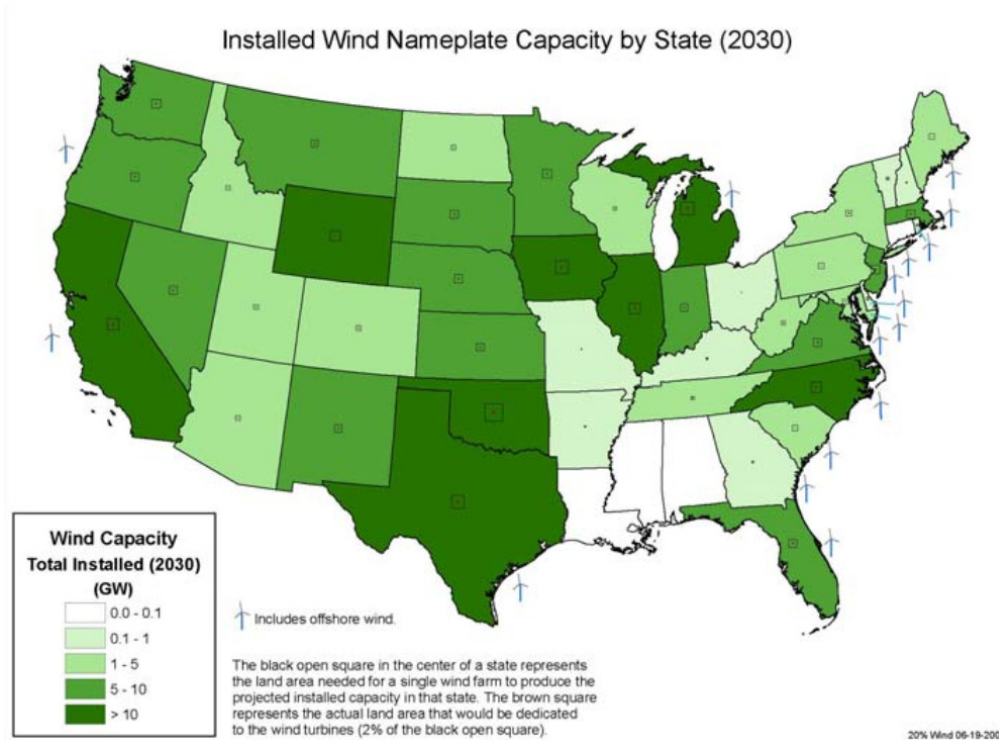 Installed Wind Nameplate Capacity by State (2030)
Wind Capacity
Total Installed (2030)
(GW)
0.0 - 0.1
0.1 - 1
1 - 5
5 - 10
> 10
Includes offshore wind.
The black open square in the center of a state represents
the land area needed for a single wind farm to produce the
projected installed capacity in that state. The brown square
represents the actual land area that would be dedicated
to the wind turbines (2% of the black open square).
20% Wind 06-19-200